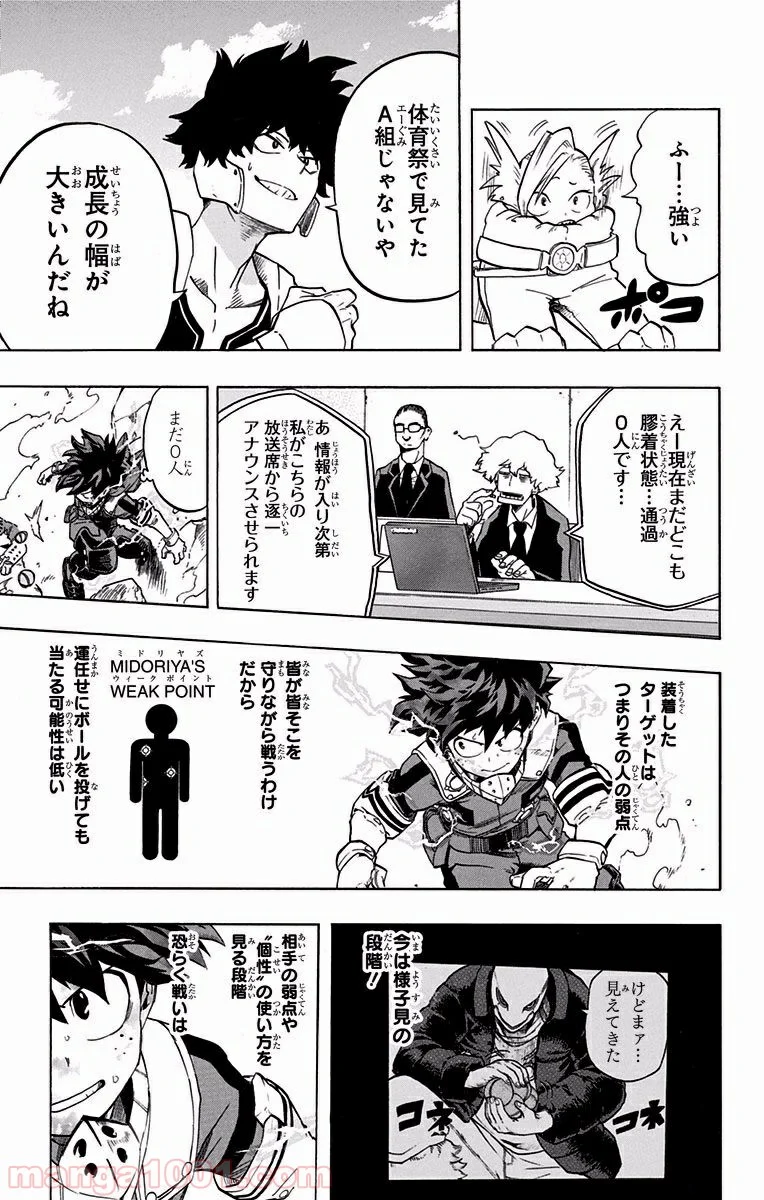 ふー…強い
ポコ
体育祭で見てた
A組じゃないや
成長の幅が
大きいんだね
えー現在まだどこも
膠着状態…通過
0人です…
あ 情報が入り次第
私がこちらの
放送席から逐一
アナウンスさせられます
まだ0人
装着した
ターゲットは
つまりその人の弱点
皆が皆そこを
守りながら戦うわけ
だから
MIDORIYA'S
WEAK POINT
運任せにボールを投げても
当たる可能性は低い
今は様子見の
段階！
けどまァ…
見えてきた
コネ
コネ
相手の弱点や
"個性"の使い方を
見る段階
恐らく戦いは
manga1001.com